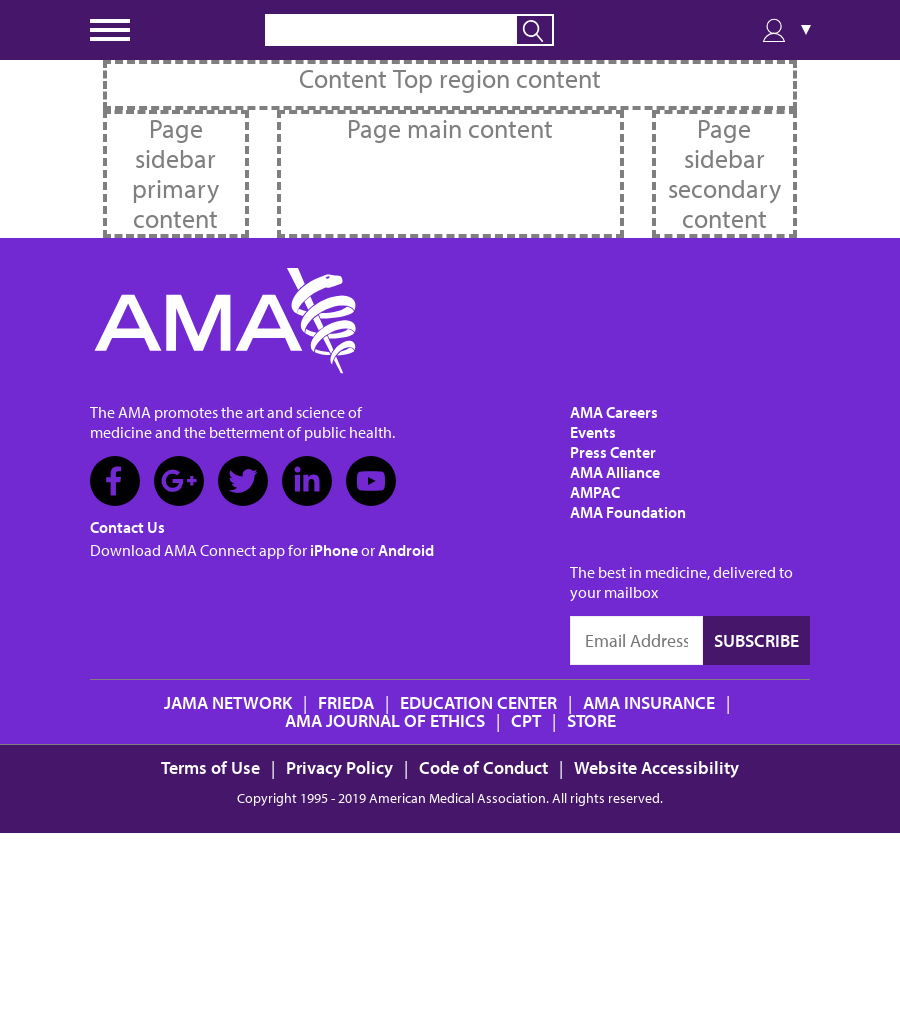 Content Top region content
Page sidebar primary content
Page main content
Page sidebar secondary content
AMA
The AMA promotes the art and science of
medicine and the betterment of public health.
Contact Us
Download AMA Connect app for iPhone or Android
AMA Careers
Events
Press Center
AMA Alliance
AMPAC
AMA Foundation
The best in medicine, delivered to
your mailbox
Email Address
SUBSCRIBE
JAMA NETWORK | FRIEDA | EDUCATION CENTER | AMA INSURANCE |
AMA JOURNAL OF ETHICS | CPT | STORE
Terms of Use | Privacy Policy | Code of Conduct | Website Accessibility
Copyright 1995 - 2019 American Medical Association. All rights reserved.